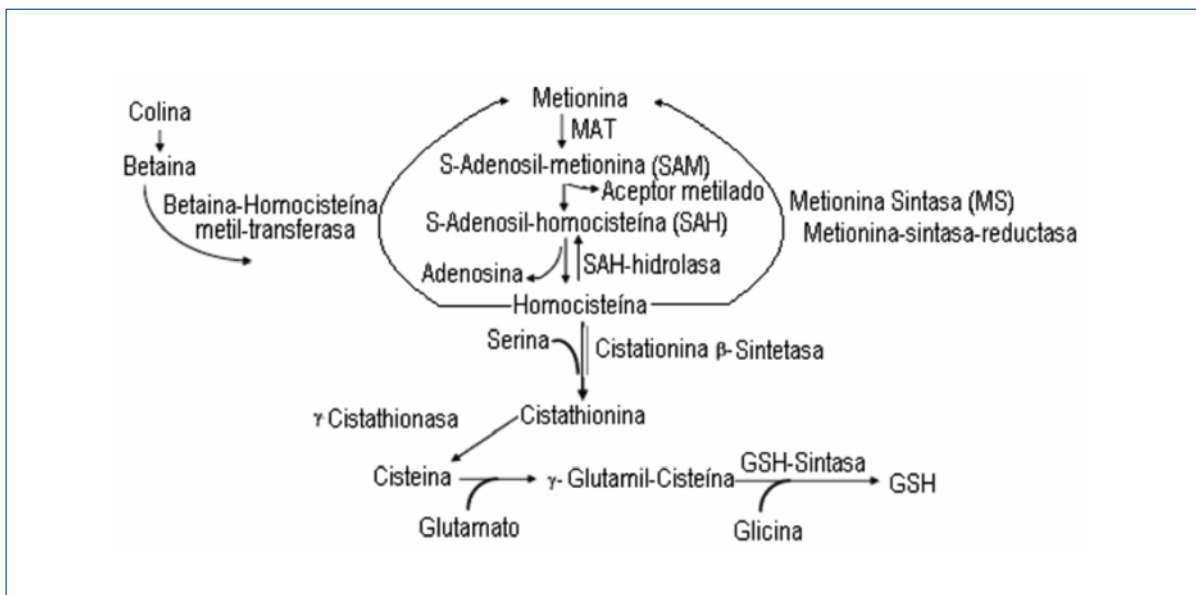 Metionina
Colina
MAT
Betaina
S-Adenosil-metionina (SAM)
Aceptor metilado
Betaina-Homocisteína
metil-transferasa
Metionina Sintasa (MS)
Metionina-sintasa-reductasa
S-Adenosil-homocisteína (SAH)
Adenosina
SAH-hidrolasa
Homocisteína
Serina
Cistationina β-Sintetasa
γ Cistathionasa
Cistathionina
Cisteina
γ- Glutamil-Cisteína
GSH-Sintasa
GSH
Glutamato
Glicina